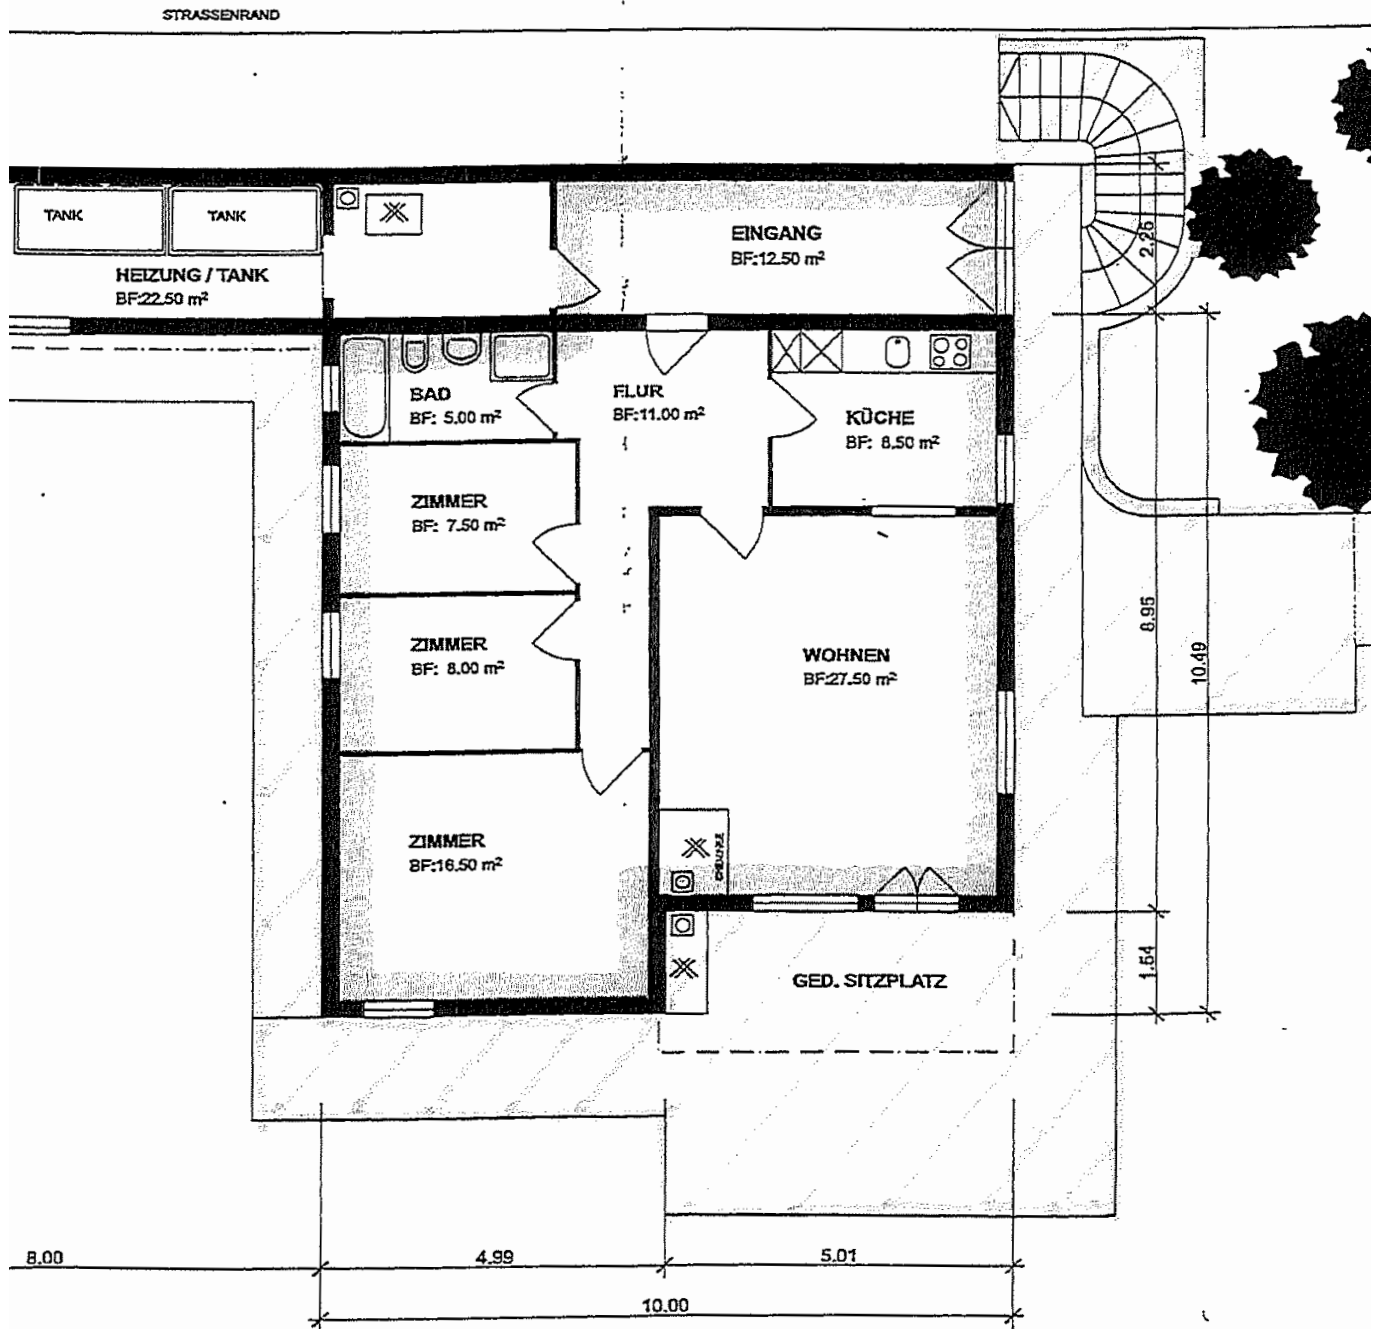 STRASSENRAND
TANK
TANK
HEIZUNG / TANK
BF:22.50 m²
EINGANG
BF:12.50 m²
2.26
BAD
BF: 5.00 m²
FLUR
BF:11.00 m²
KÜCHE
BF: 8.50 m²
ZIMMER
BF: 7.50 m²
ZIMMER
BF: 8.00 m²
WOHNEN
BF:27.50 m²
8.95
10.49
ZIMMER
BF:16.50 m²
GED. SITZPLATZ
1.54
8.00
4.99
5.01
10.00